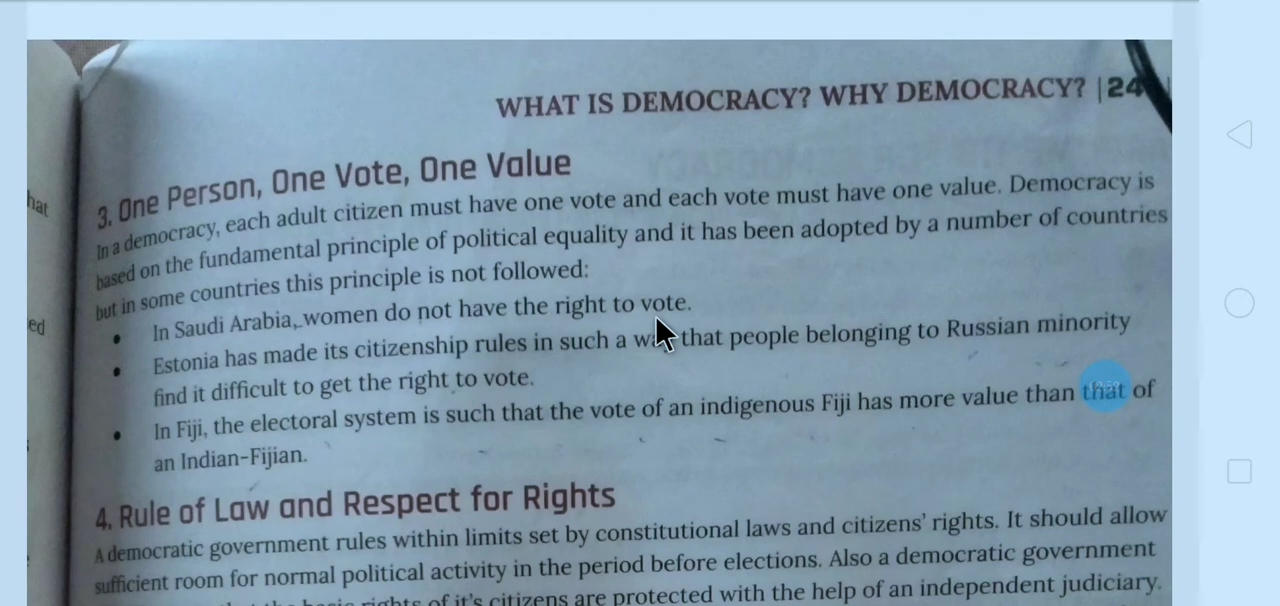 hat
ed
WHAT IS DEMOCRACY? WHY DEMOCRACY? | 24
3. One Person, One Vote, One Value
In a democracy, each adult citizen must have one vote and each vote must have one value. Democracy is
based on the fundamental principle of political equality and it has been adopted by a number of countries
but in some countries this principle is not followed:
• In Saudi Arabia, women do not have the right to vote.
• Estonia has made its citizenship rules in such a way that people belonging to Russian minority
find it difficult to get the right to vote.
• In Fiji, the electoral system is such that the vote of an indigenous Fiji has more value than that of
an Indian-Fijian.
4. Rule of Law and Respect for Rights
A democratic government rules within limits set by constitutional laws and citizens' rights. It should allow
sufficient room for normal political activity in the period before elections. Also a democratic government
rights of it's citizens are protected with the help of an independent judiciary.